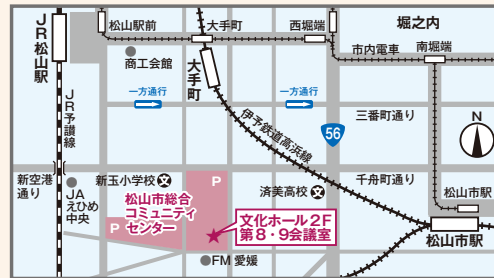 JR松山駅
松山駅前
大手町
西堀端
堀之内
市内電車
南堀端
商工会館
大手町
一方通行
一方通行
JR予讃線
伊予鉄道高浜線
56
三番町通り
N
新空港
通り
新玉小学校
文
P
済美高校
文
千舟町通り
JA
えひめ
中央
松山市総合
コミュニティ
センター
P
文化ホール2F
第8・9会議室
松山市駅
松山市駅
FM愛媛